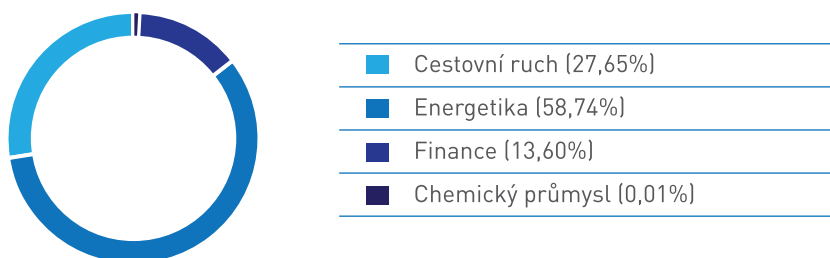 Cestovní ruch (27,65%)
Energetika (58,74%)
Finance (13,60%)
Chemický průmysl (0,01%)